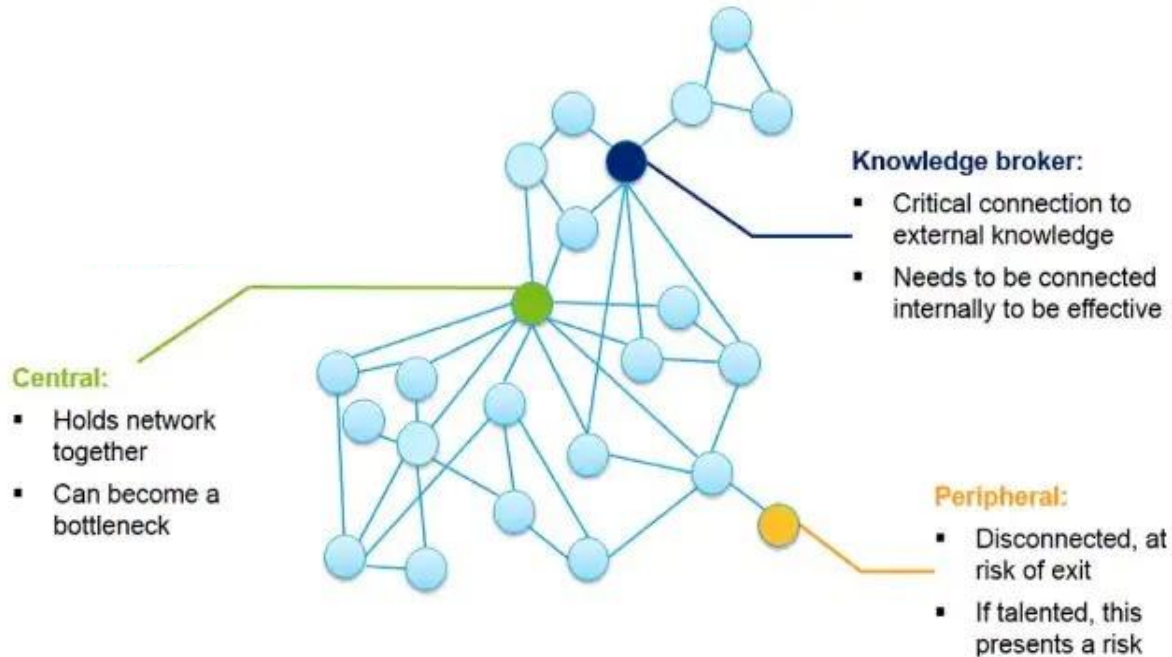 Knowledge broker:
▪ Critical connection to
external knowledge
▪ Needs to be connected
internally to be effective
Central:
▪ Holds network
together
▪ Can become a
bottleneck
Peripheral:
▪ Disconnected, at
risk of exit
▪ If talented, this
presents a risk